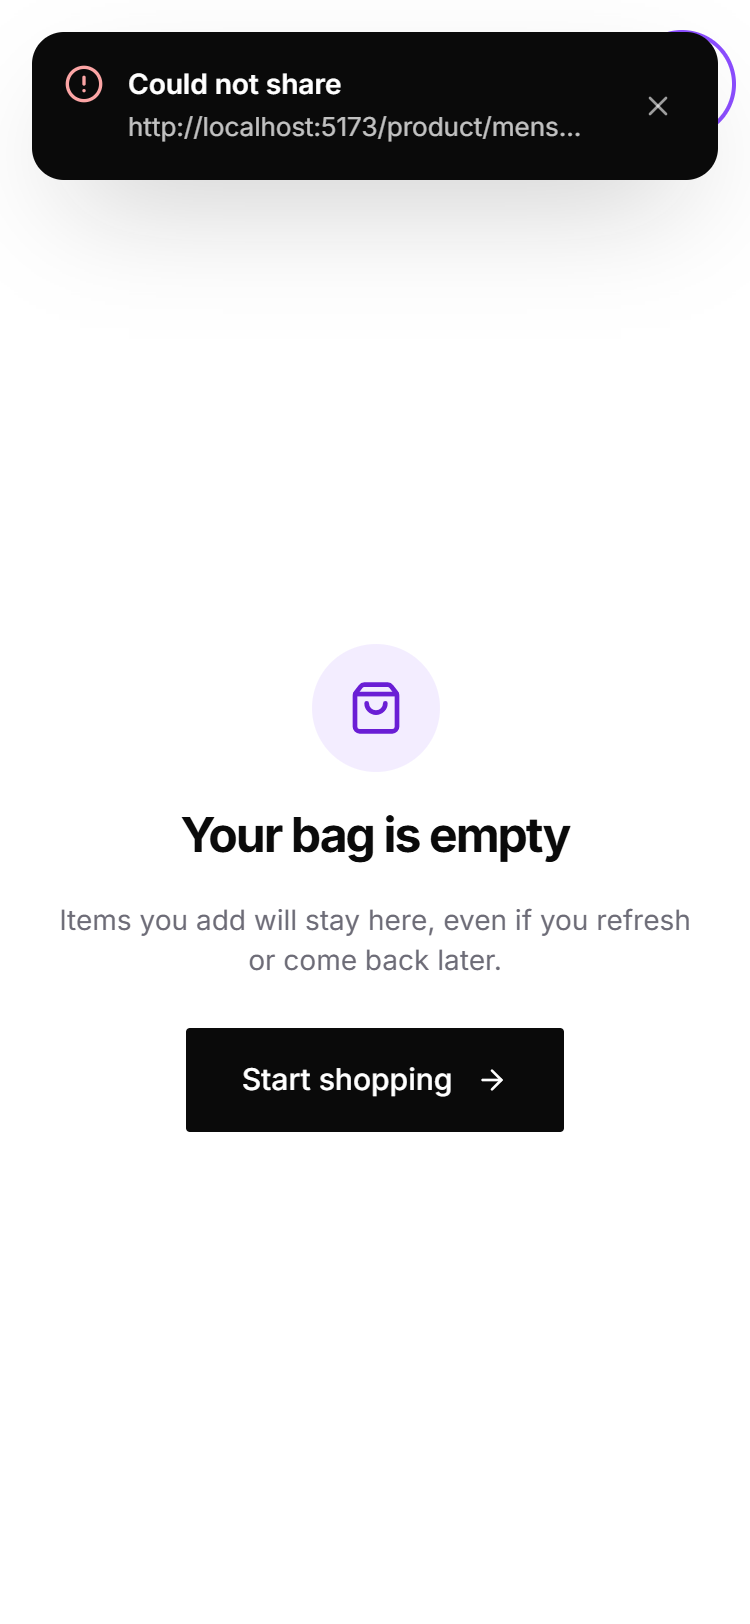 Could not share
http://localhost:5173/product/mens...
Your bag is empty
Items you add will stay here, even if you refresh
or come back later.
Start shopping